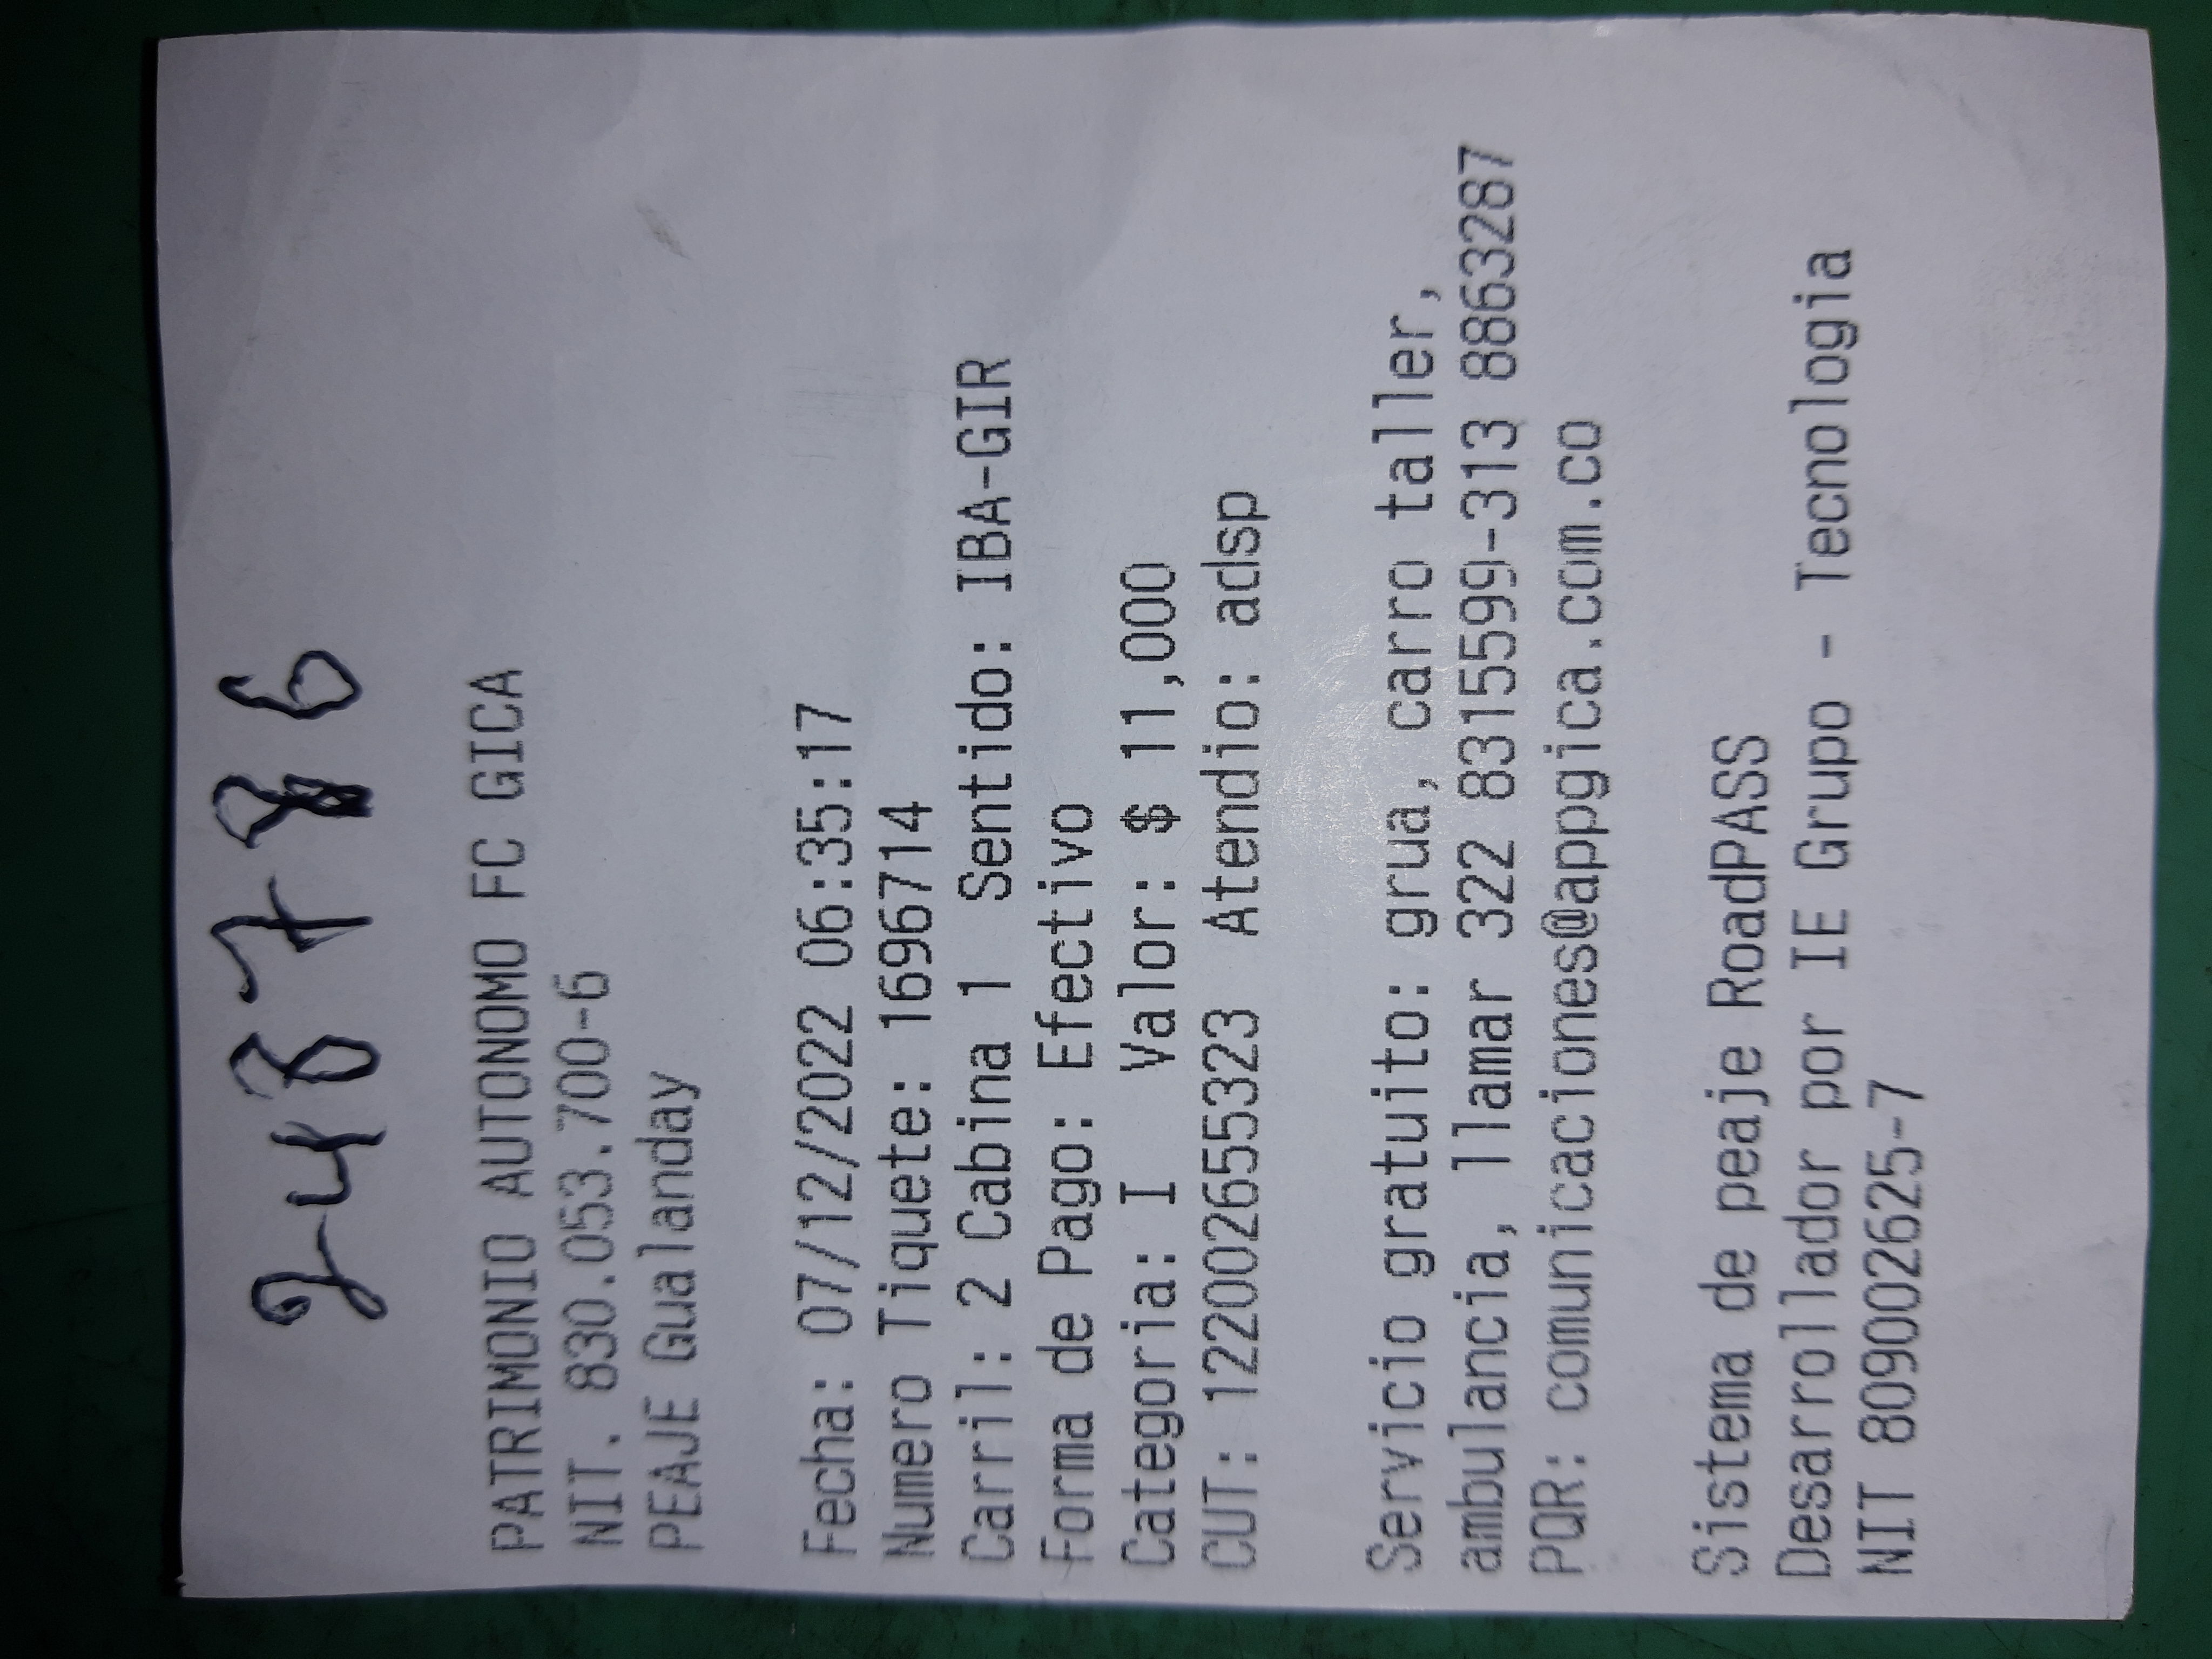 248786
PATRIMONIO AUTONOMO FC GICA
NIT. 830.053.700-6
PEAJE Gualanday
Fecha: 07/12/2022 06:35:17
Numero Tiquete: 1696714
Carril: 2 Cabina 1 Sentido: IBA-GIR
Forma de Pago: Efectivo
Categoria: I Valor: $ 11,000
CUT: 122002655323 Atendio: adsp
Servicio gratuito: grua, carro taller,
ambulancia, llamar 322 8315599-313 8863287
PQR: comunicaciones@appgica.com.co
Sistema de peaje RoadPASS
Desarrollador por IE Grupo - Tecnologia
NIT 809002625-7